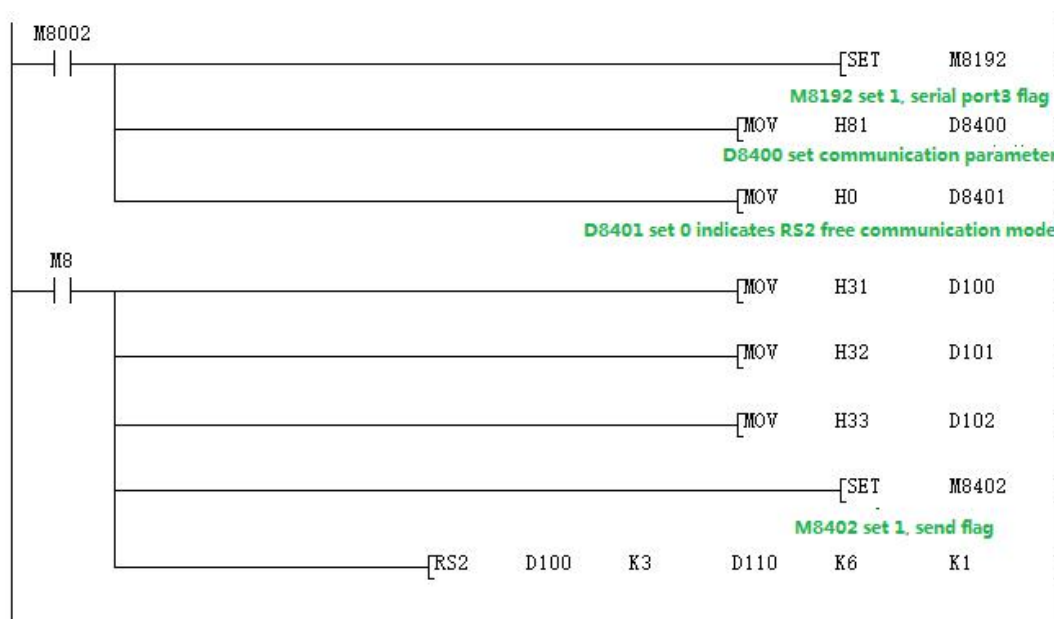 M8002
[SET M8192
M8192 set 1, serial port3 flag
[MOV H81 D8400
D8400 set communication parameter
[MOV H0 D8401
D8401 set 0 indicates RS2 free communication mode
M8
[MOV H31 D100
[MOV H32 D101
[MOV H33 D102
[SET M8402
M8402 set 1, send flag
[RS2 D100 K3 D110 K6 K1